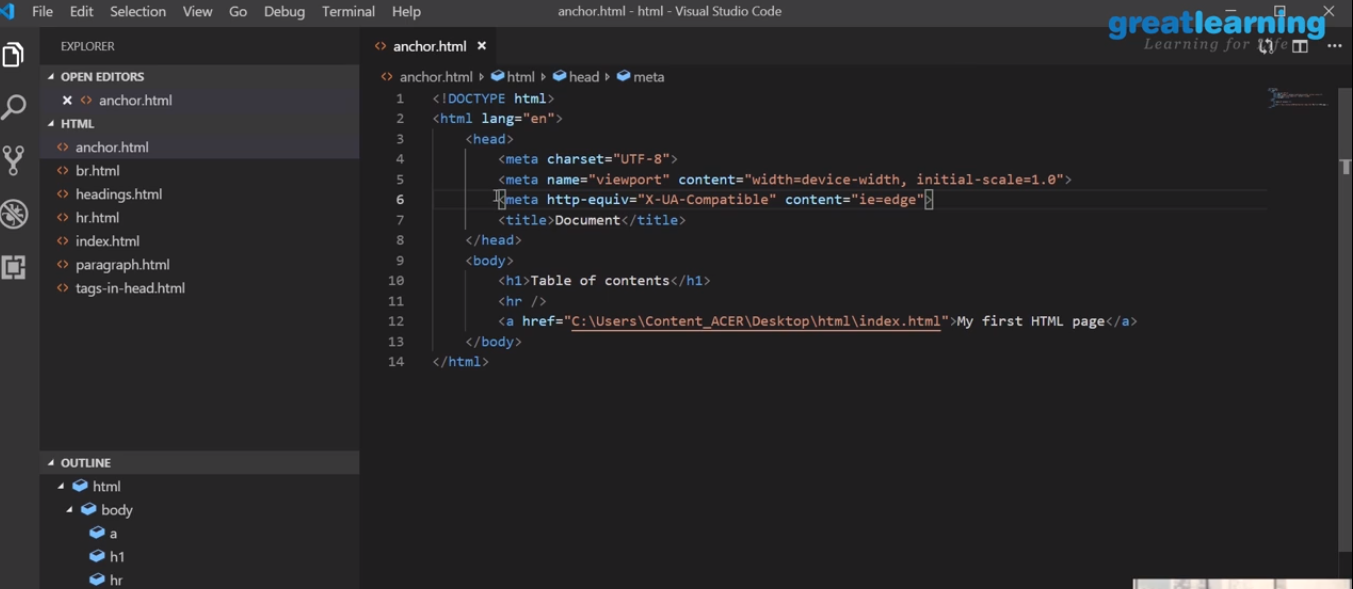 File Edit Selection View Go Debug Terminal Help
anchor.html - html - Visual Studio Code
greatlearning
Learning for Life
EXPLORER
OPEN EDITORS
anchor.html
HTML
anchor.html
br.html
headings.html
hr.html
index.html
paragraph.html
tags-in-head.html
OUTLINE
html
body
a
h1
hr
anchor.html
anchor.html html head meta
1 <!DOCTYPE html>
2 <html lang="en">
3 <head>
4 <meta charset="UTF-8">
5 <meta name="viewport" content="width=device-width, initial-scale=1.0">
6 <meta http-equiv="X-UA-Compatible" content="ie=edge">
7 <title>Document</title>
8 </head>
9 <body>
10 <h1>Table of contents</h1>
11 <hr />
12 <a href="C:\Users\Content_ACER\Desktop\html\index.html">My first HTML page</a>
13 </body>
14 </html>